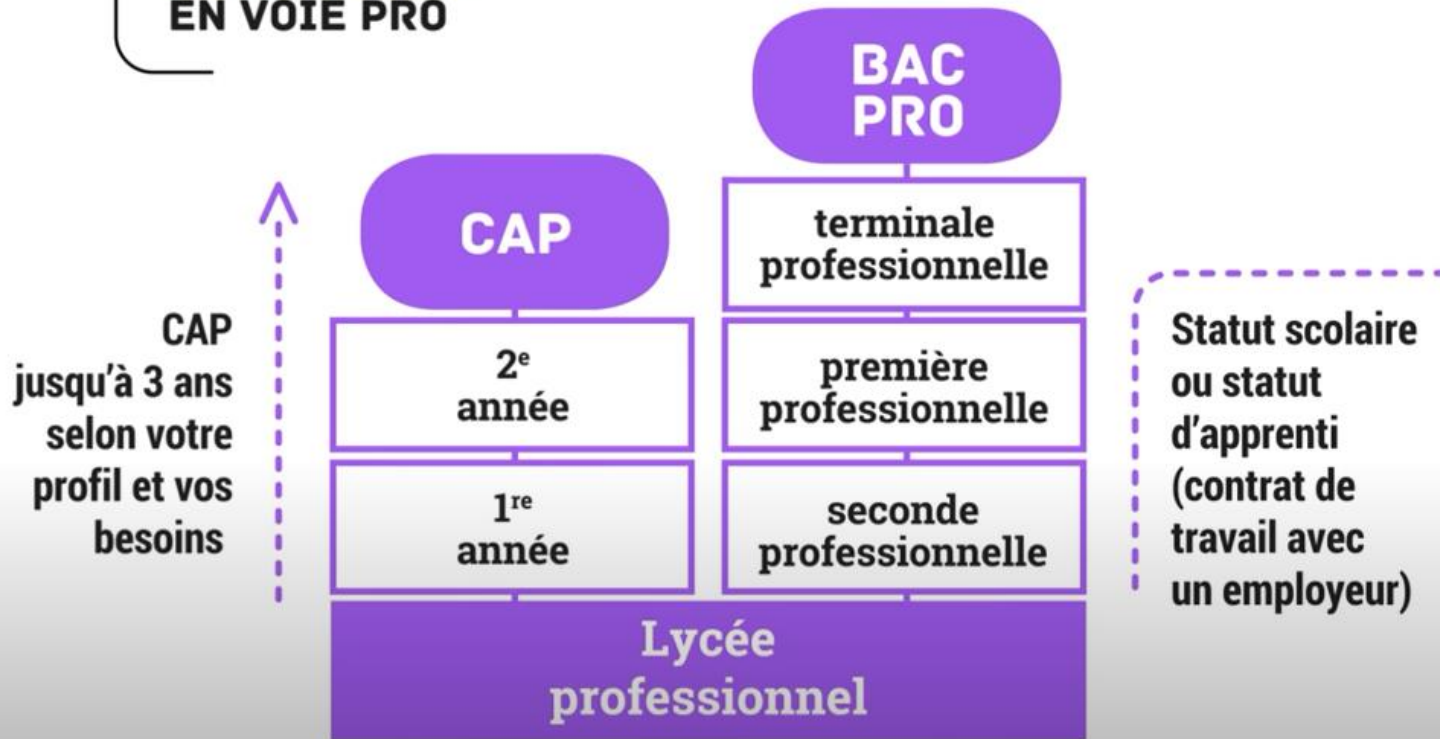 EN VOIE PRO
BAC
PRO
CAP
terminale
professionnelle
CAP
jusqu'à 3 ans
selon votre
profil et vos
besoins
2e
année
première
professionnelle
1re
année
seconde
professionnelle
Statut scolaire
ou statut
d'apprenti
(contrat de
travail avec
un employeur)
Lycée
professionnel